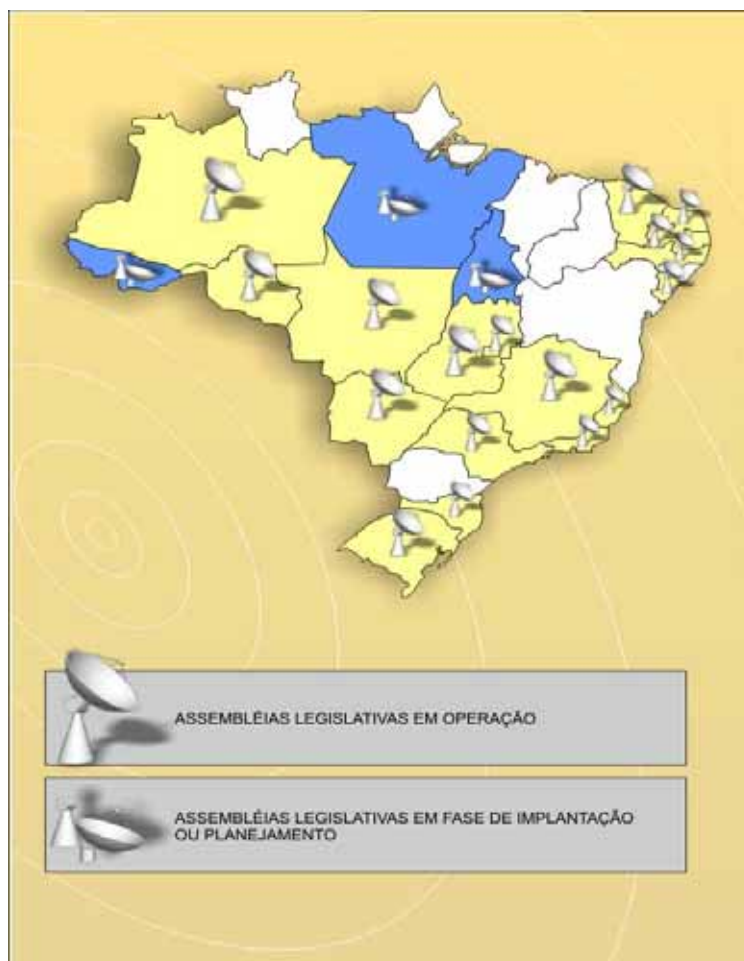 ASSEMBLÉIAS LEGISLATIVAS EM OPERAÇÃO
ASSEMBLÉIAS LEGISLATIVAS EM FASE DE IMPLANTAÇÃO
OU PLANEJAMENTO